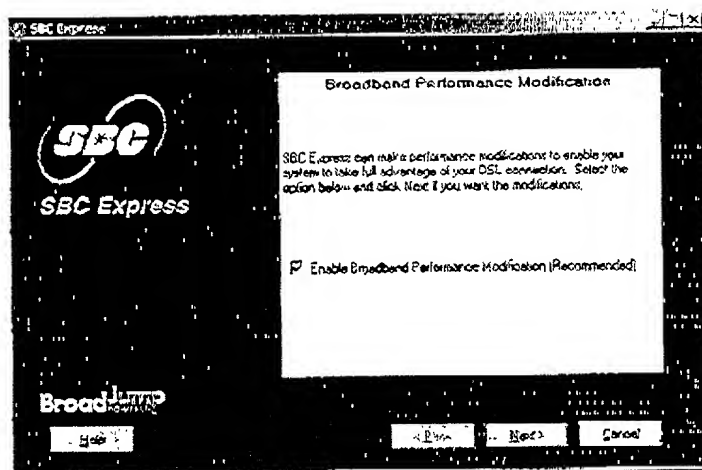 SBC Express
Broadband Performance Modification
SBC
SBC Express
SBC Express can make performance modifications to enable your
system to take full advantage of your DSL connection. Select the
option below and click Next if you want the modifications.
Enable Broadband Performance Modification (Recommended)
BroadJump
Help
< Back
Next >
Cancel